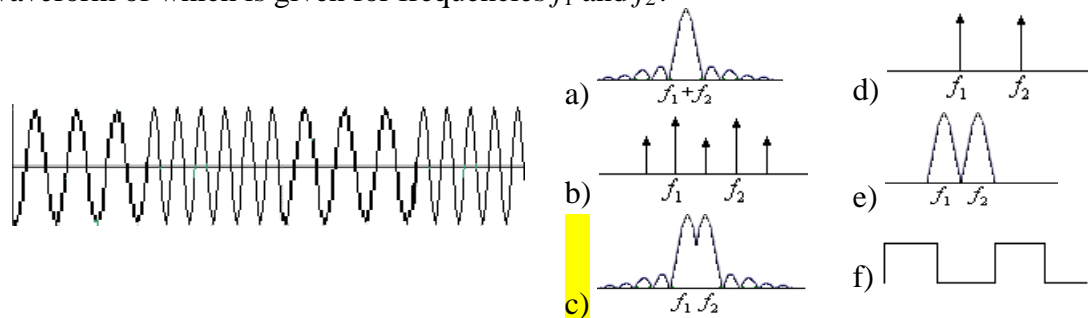 waveform of which is given for frequencies f₁ and f₂.
a)
f₁+f₂
b)
f₁ f₂
c)
f₁ f₂
d)
f₁ f₂
e)
f₁ f₂
f)